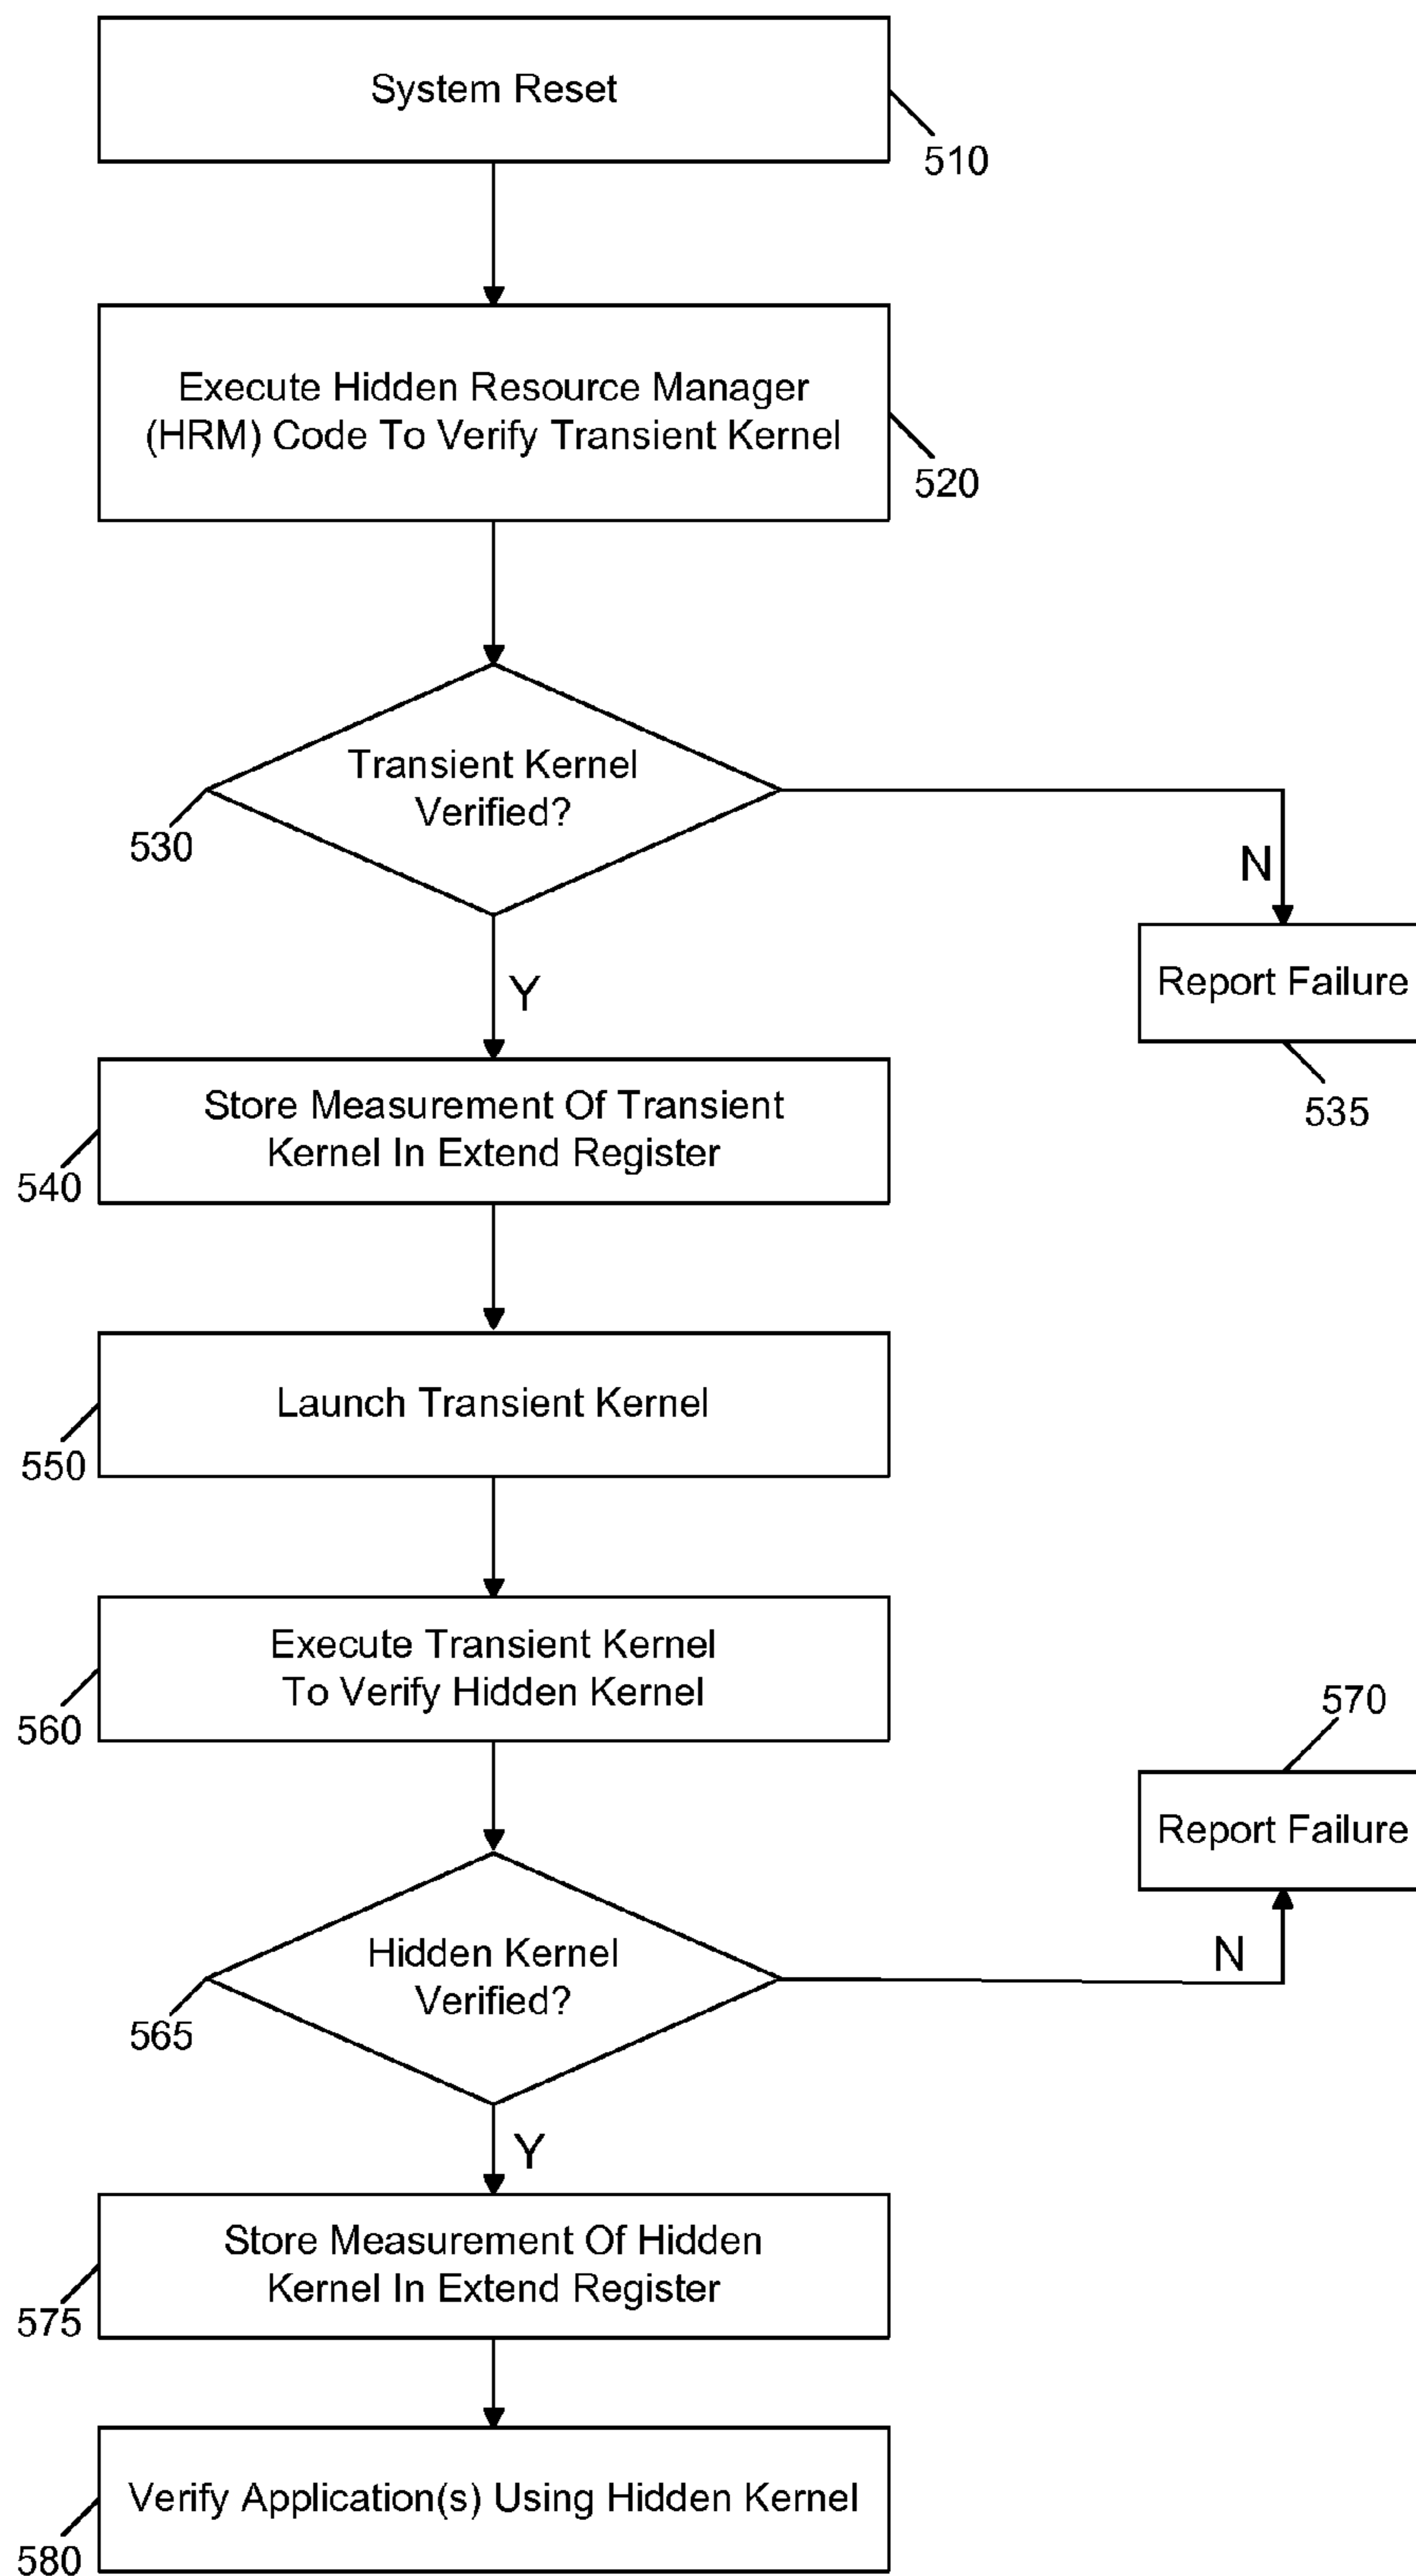 System Reset
510
Execute Hidden Resource Manager
(HRM) Code To Verify Transient Kernel
520
Transient Kernel
Verified?
530
N
Report Failure
535
Y
Store Measurement Of Transient
Kernel In Extend Register
540
Launch Transient Kernel
550
Execute Transient Kernel
To Verify Hidden Kernel
560
570
Report Failure
N
Hidden Kernel
Verified?
565
Y
Store Measurement Of Hidden
Kernel In Extend Register
575
Verify Application(s) Using Hidden Kernel
580